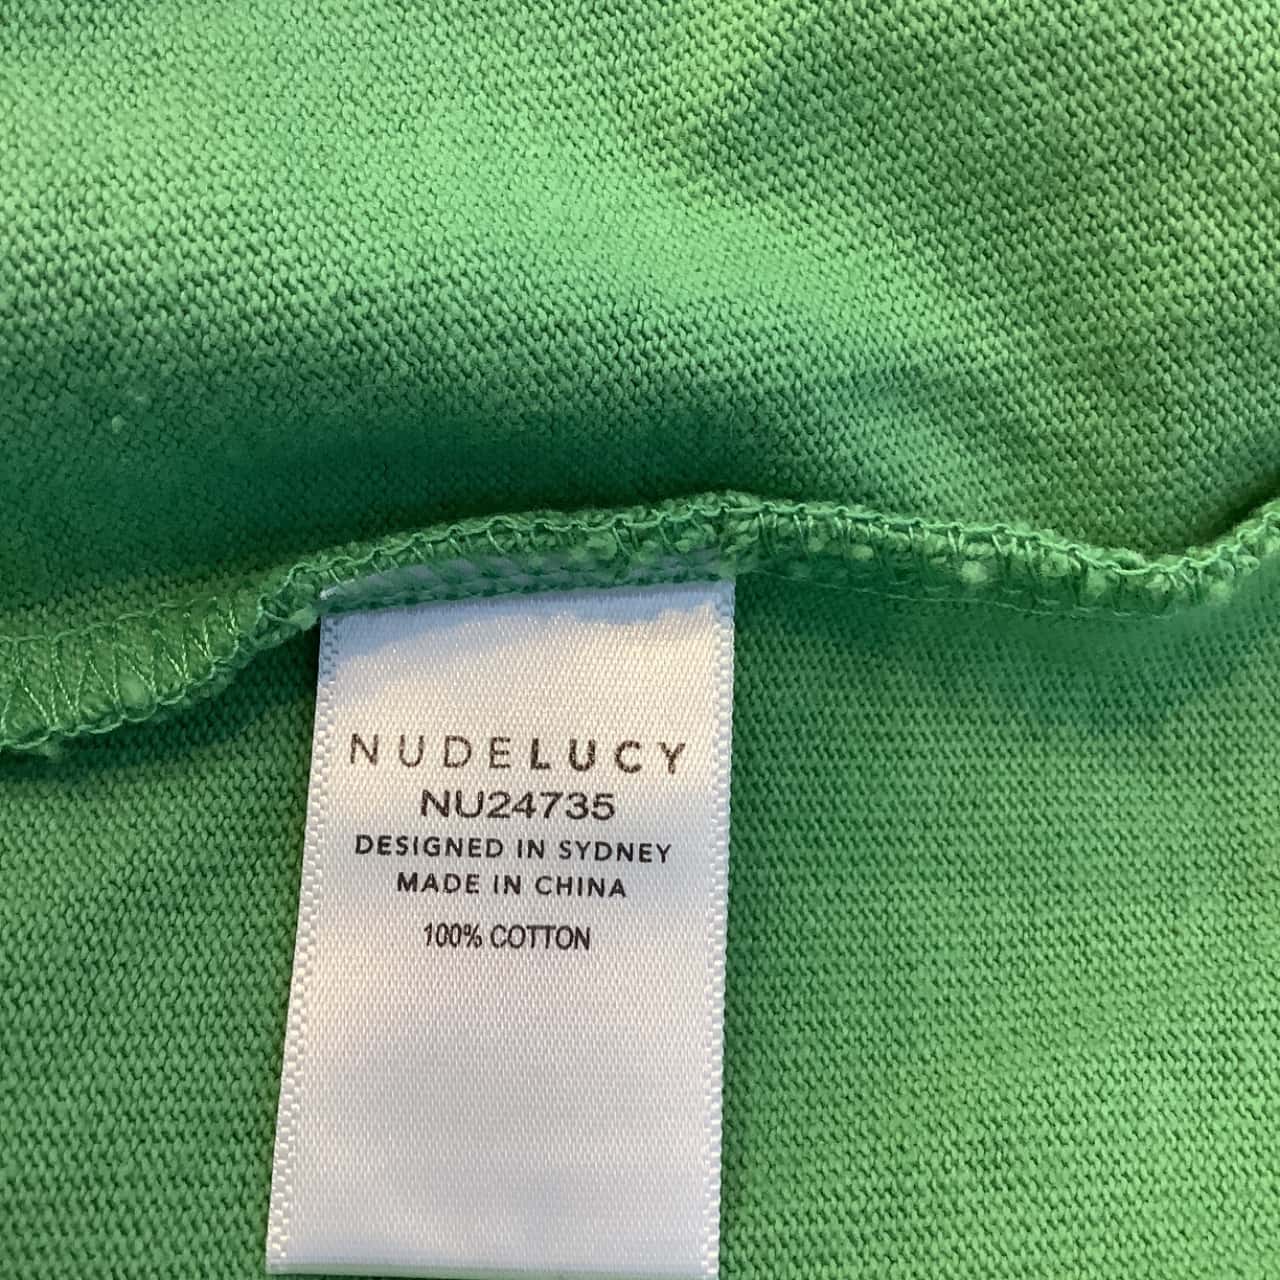 NUDELUCY
NU24735
DESIGNED IN SYDNEY
MADE IN CHINA
100% COTTON